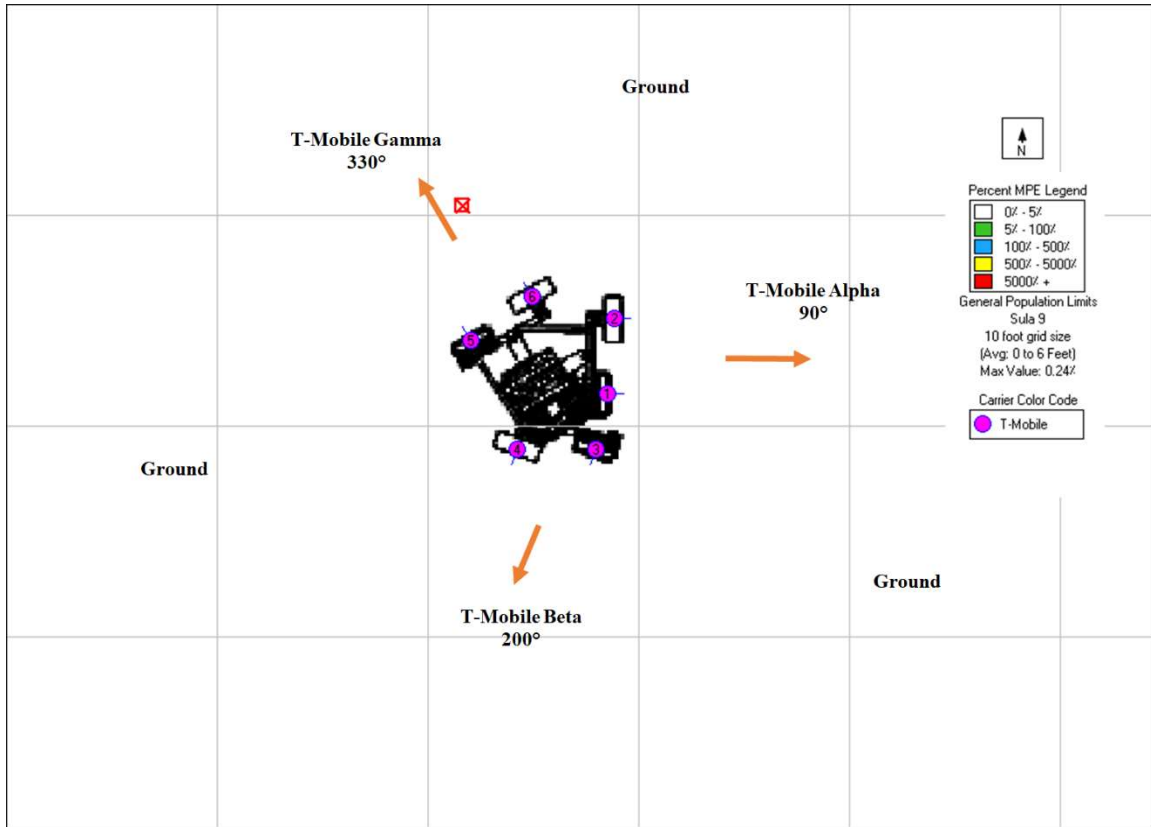 Ground
T-Mobile Gamma
330°
N
Percent MPE Legend
0% - 5%
5% - 100%
100% - 500%
500% - 5000%
5000% +
General Population Limits
Sula 9
10 foot grid size
(Avg: 0 to 6 Feet)
Max Value: 0.24%
Carrier Color Code
T-Mobile
T-Mobile Alpha
90°
6
2
5
1
4
3
Ground
Ground
T-Mobile Beta
200°